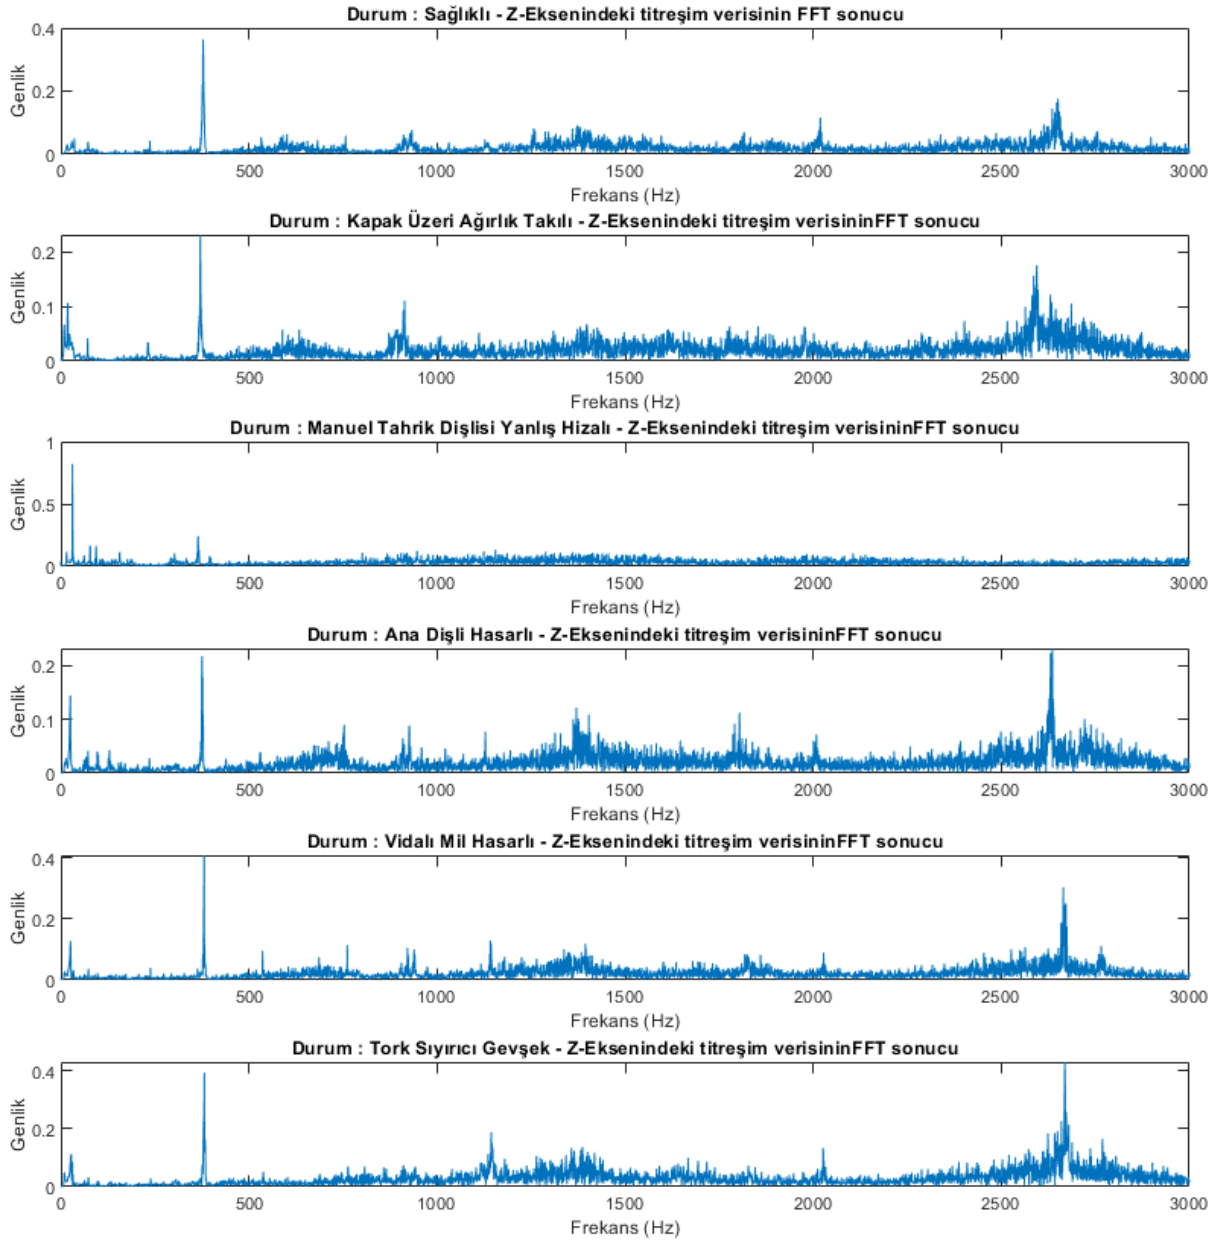 Durum : Sağlıklı - Z-Eksenindeki titreşim verisinin FFT sonucu
0.4
0.2
0
Genlik
0 500 1000 1500 2000 2500 3000
Frekans (Hz)
Durum : Kapak Üzeri Ağırlık Takılı - Z-Eksenindeki titreşim verisininFFT sonucu
0.2
0.1
0
Genlik
0 500 1000 1500 2000 2500 3000
Frekans (Hz)
Durum : Manuel Tahrik Dişlisi Yanlış Hizalı - Z-Eksenindeki titreşim verisininFFT sonucu
1
0.5
0
Genlik
0 500 1000 1500 2000 2500 3000
Frekans (Hz)
Durum : Ana Dişli Hasarlı - Z-Eksenindeki titreşim verisininFFT sonucu
0.2
0.1
0
Genlik
0 500 1000 1500 2000 2500 3000
Frekans (Hz)
Durum : Vidalı Mil Hasarlı - Z-Eksenindeki titreşim verisininFFT sonucu
0.4
0.2
0
Genlik
0 500 1000 1500 2000 2500 3000
Frekans (Hz)
Durum : Tork Sıyırıcı Gevşek - Z-Eksenindeki titreşim verisininFFT sonucu
0.4
0.2
0
Genlik
0 500 1000 1500 2000 2500 3000
Frekans (Hz)